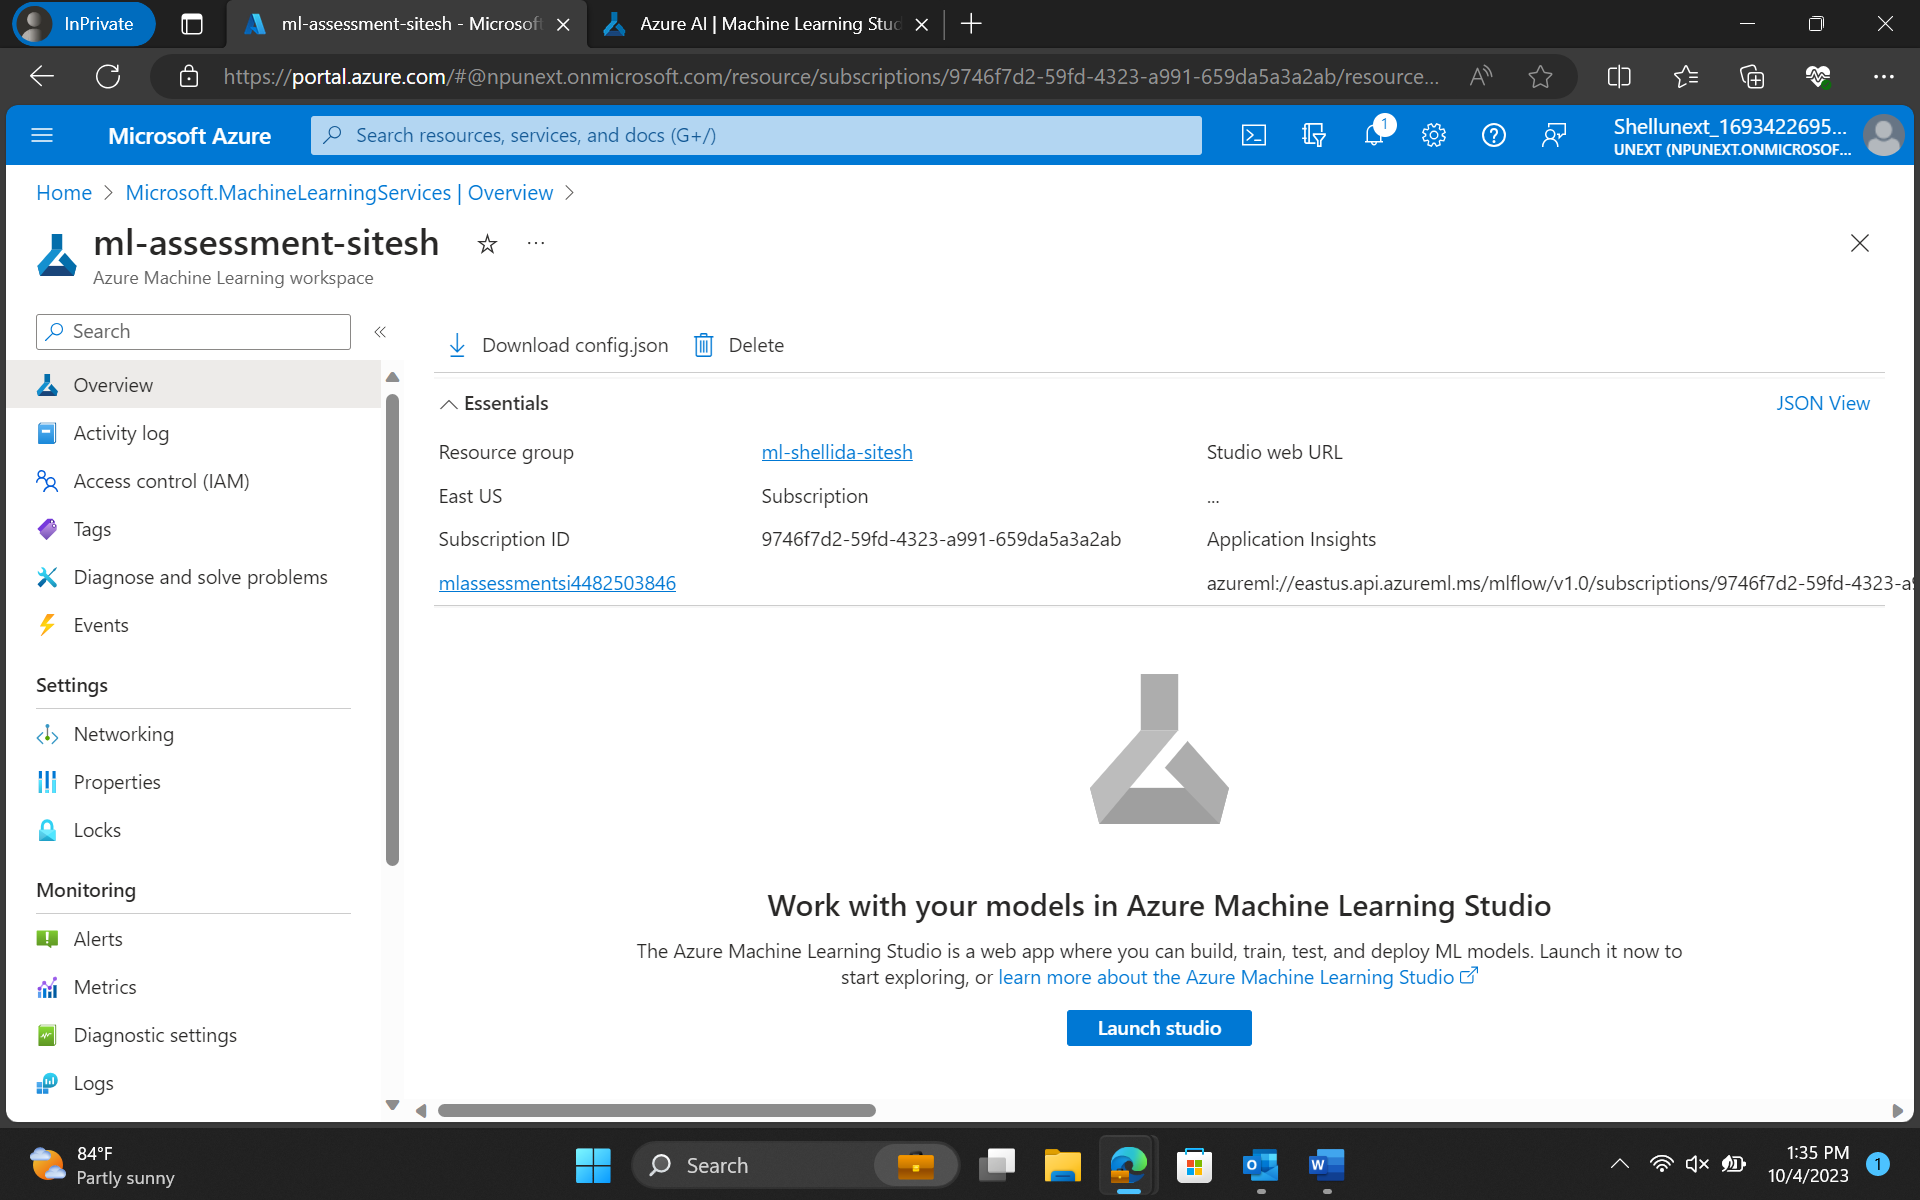 InPrivate
ml-assessment-sitesh - Microsoft
Azure AI | Machine Learning Stud
https://portal.azure.com/#@npunext.onmicrosoft.com/resource/subscriptions/9746f7d2-59fd-4323-a991-659da5a3a2ab/resource...
Microsoft Azure
Search resources, services, and docs (G+/)
1
Shellunext_1693422695...
UNEXT (NPUNEXT.ONMICROSOF...
Home > Microsoft.MachineLearningServices | Overview >
ml-assessment-sitesh
Azure Machine Learning workspace
Search
Overview
Activity log
Access control (IAM)
Tags
Diagnose and solve problems
Events
Settings
Networking
Properties
Locks
Monitoring
Alerts
Metrics
Diagnostic settings
Logs
Download config.json
Delete
Essentials
JSON View
Resource group
ml-shellida-sitesh
Studio web URL
East US
Subscription
...
Subscription ID
9746f7d2-59fd-4323-a991-659da5a3a2ab
Application Insights
mlassessmentsi4482503846
azureml://eastus.api.azureml.ms/mlflow/v1.0/subscriptions/9746f7d2-59fd-4323-a9
Work with your models in Azure Machine Learning Studio
The Azure Machine Learning Studio is a web app where you can build, train, test, and deploy ML models. Launch it now to
start exploring, or learn more about the Azure Machine Learning Studio
Launch studio
84°F
Partly sunny
Search
1:35 PM
10/4/2023
1